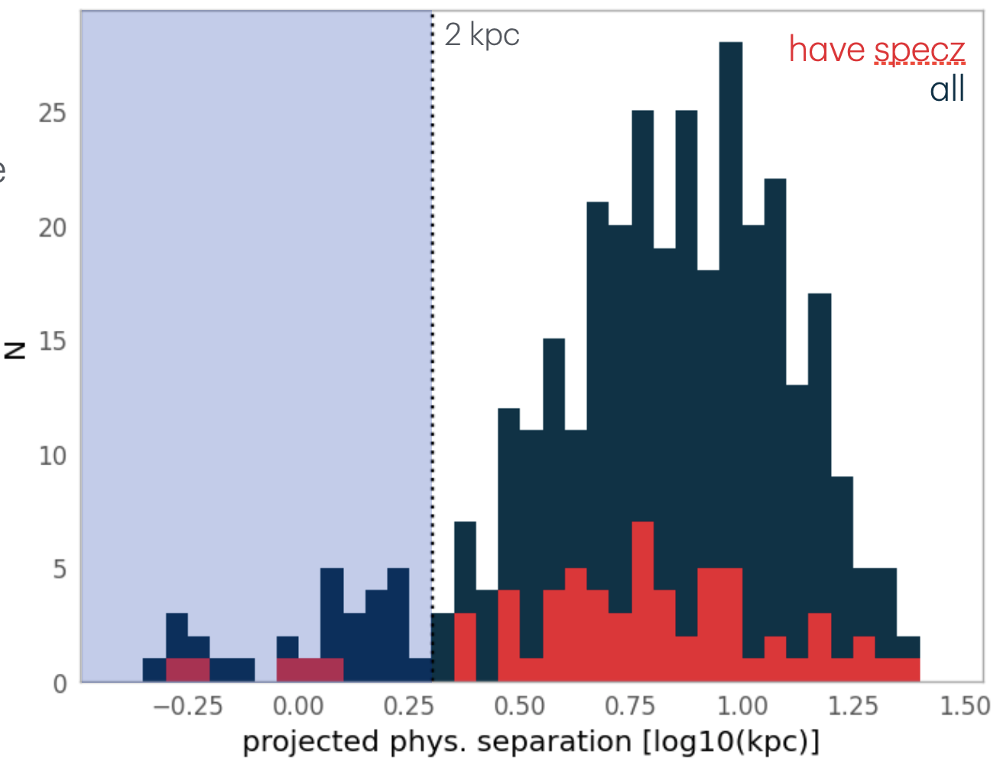 2 kpc
have specz
all
e
25
20
15
10
5
0
N
−0.25 0.00 0.25 0.50 0.75 1.00 1.25 1.50
projected phys. separation [log10(kpc)]